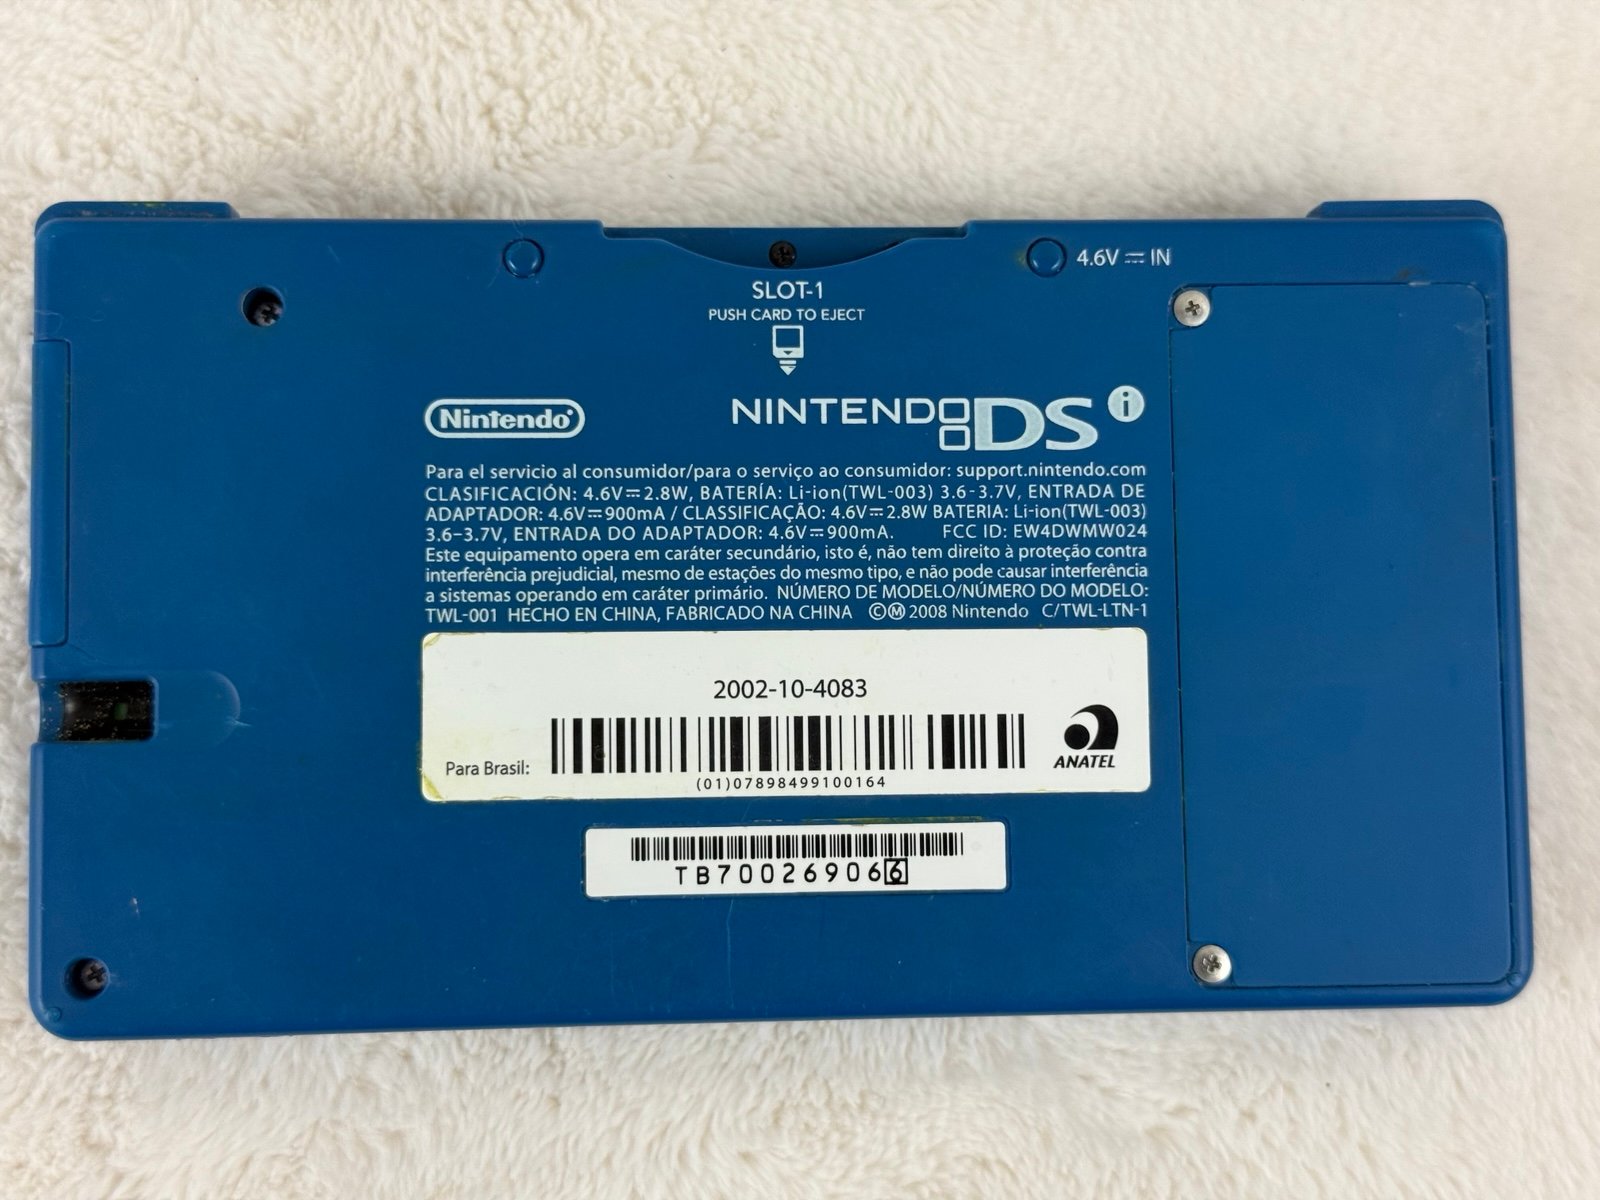 4.6V ⎓ IN
SLOT-1
PUSH CARD TO EJECT
Nintendo®
NINTENDO DSi
Para el servicio al consumidor/para o serviço ao consumidor: support.nintendo.com
CLASIFICACIÓN: 4.6V⎓2.8W, BATERÍA: Li-ion(TWL-003) 3.6-3.7V, ENTRADA DE
ADAPTADOR: 4.6V⎓900mA / CLASSIFICAÇÃO: 4.6V⎓2.8W BATERIA: Li-ion(TWL-003)
3.6-3.7V, ENTRADA DO ADAPTADOR: 4.6V⎓900mA. FCC ID: EW4DWMW024
Este equipamento opera em caráter secundário, isto é, não tem direito à proteção contra
interferência prejudicial, mesmo de estações do mesmo tipo, e não pode causar interferência
a sistemas operando em caráter primário. NÚMERO DE MODELO/NÚMERO DO MODELO:
TWL-001 HECHO EN CHINA, FABRICADO NA CHINA ©Ⓜ 2008 Nintendo C/TWL-LTN-1
2002-10-4083
Para Brasil:
(01)07898499100164
ANATEL
TB700269066